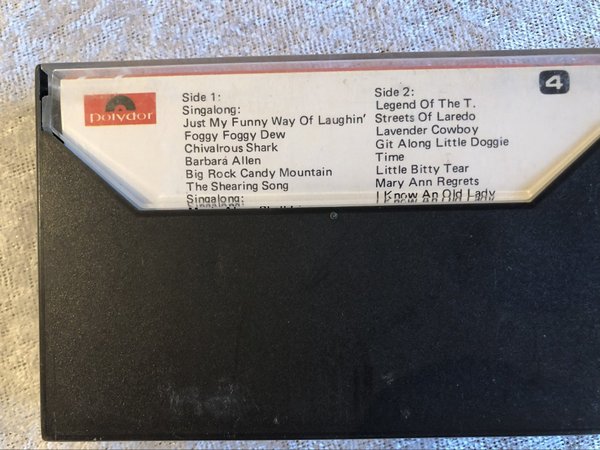 polydor
Side 1:
Singalong:
Just My Funny Way Of Laughin'
Foggy Foggy Dew
Chivalrous Shark
Barbara Allen
Big Rock Candy Mountain
The Shearing Song
Singalong:
Side 2:
Legend Of The T.
Streets Of Laredo
Lavender Cowboy
Git Along Little Doggie
Time
Little Bitty Tear
Mary Ann Regrets
I Know An Old Lady
4